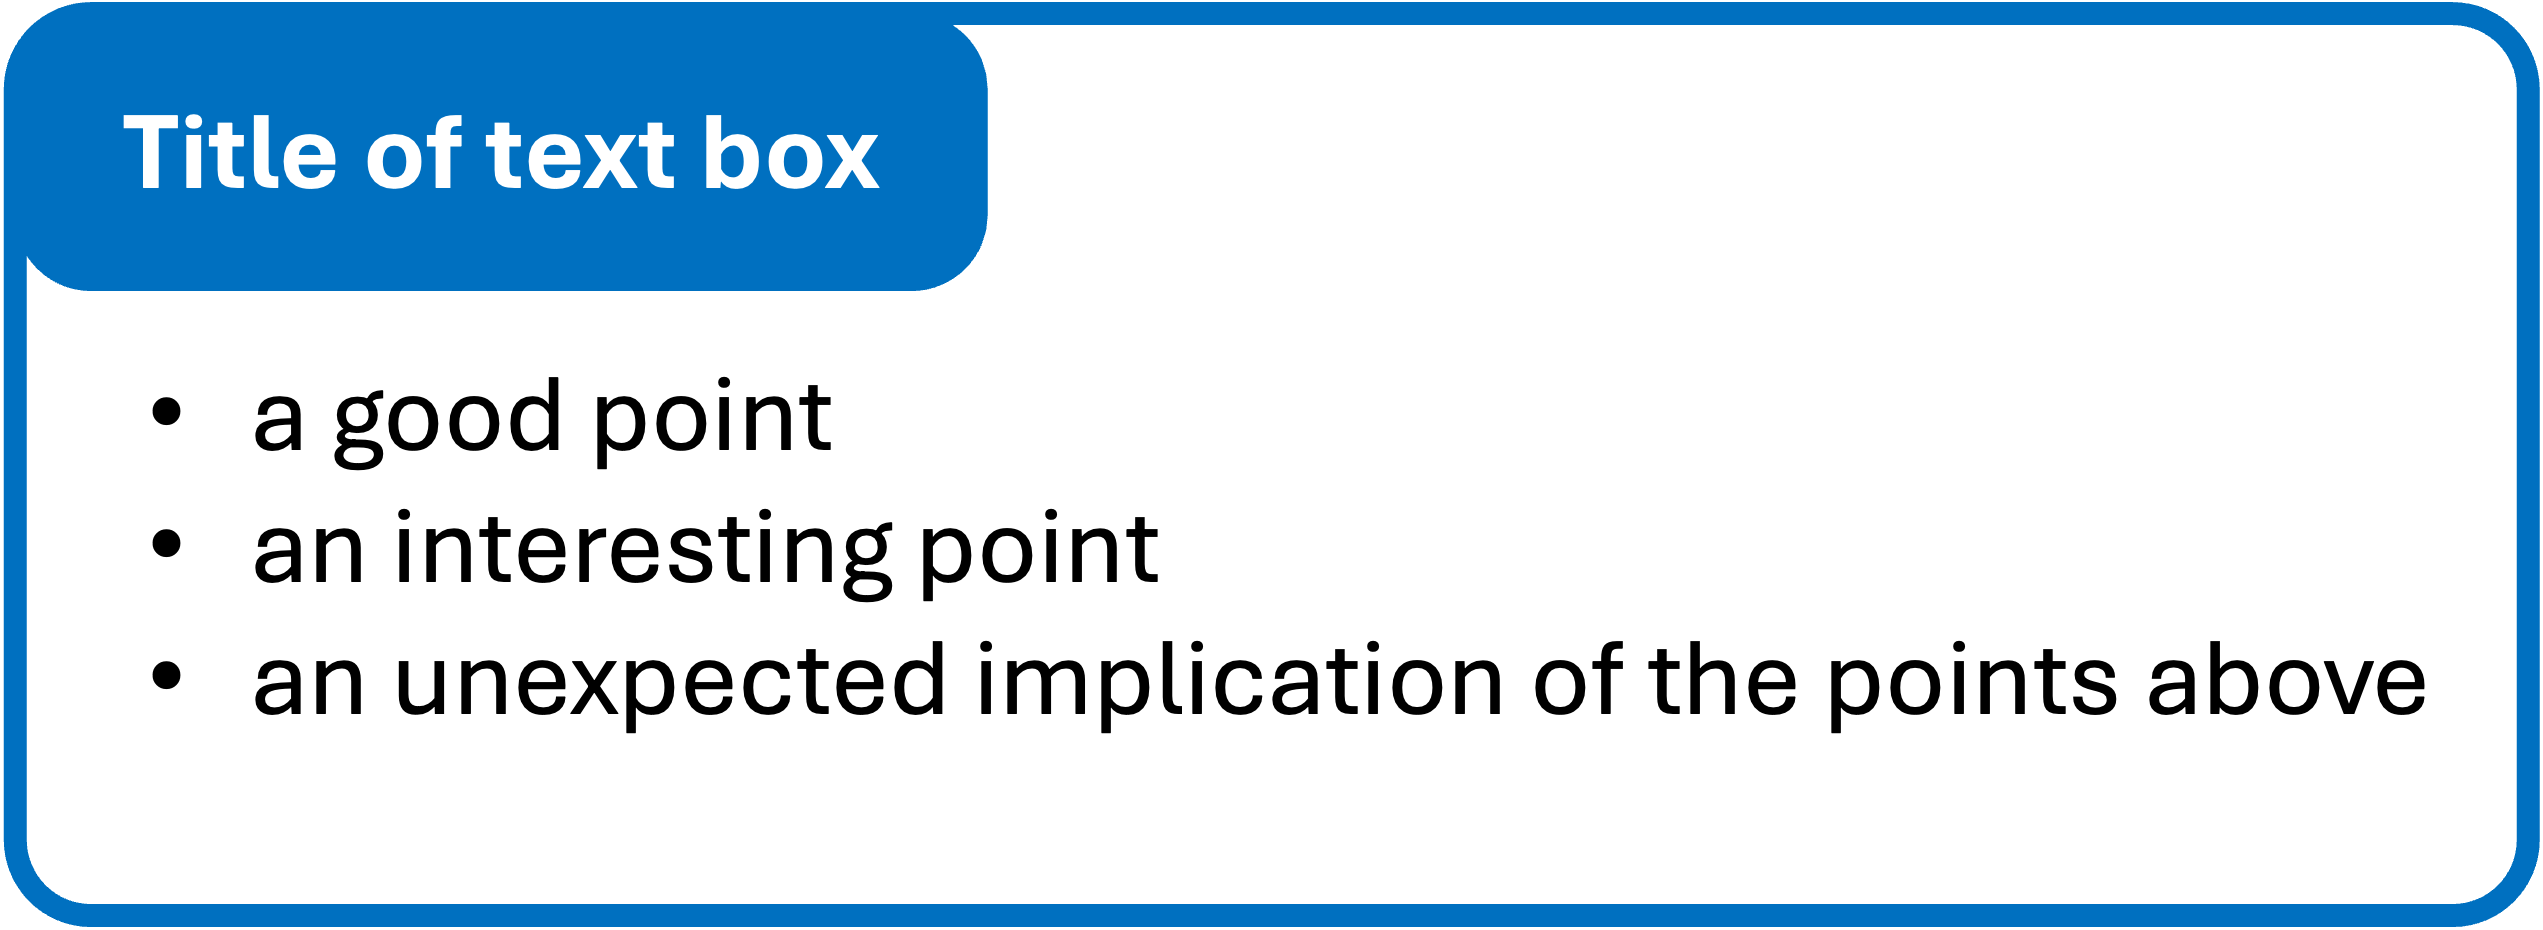 Title of text box
• a good point
• an interesting point
• an unexpected implication of the points above